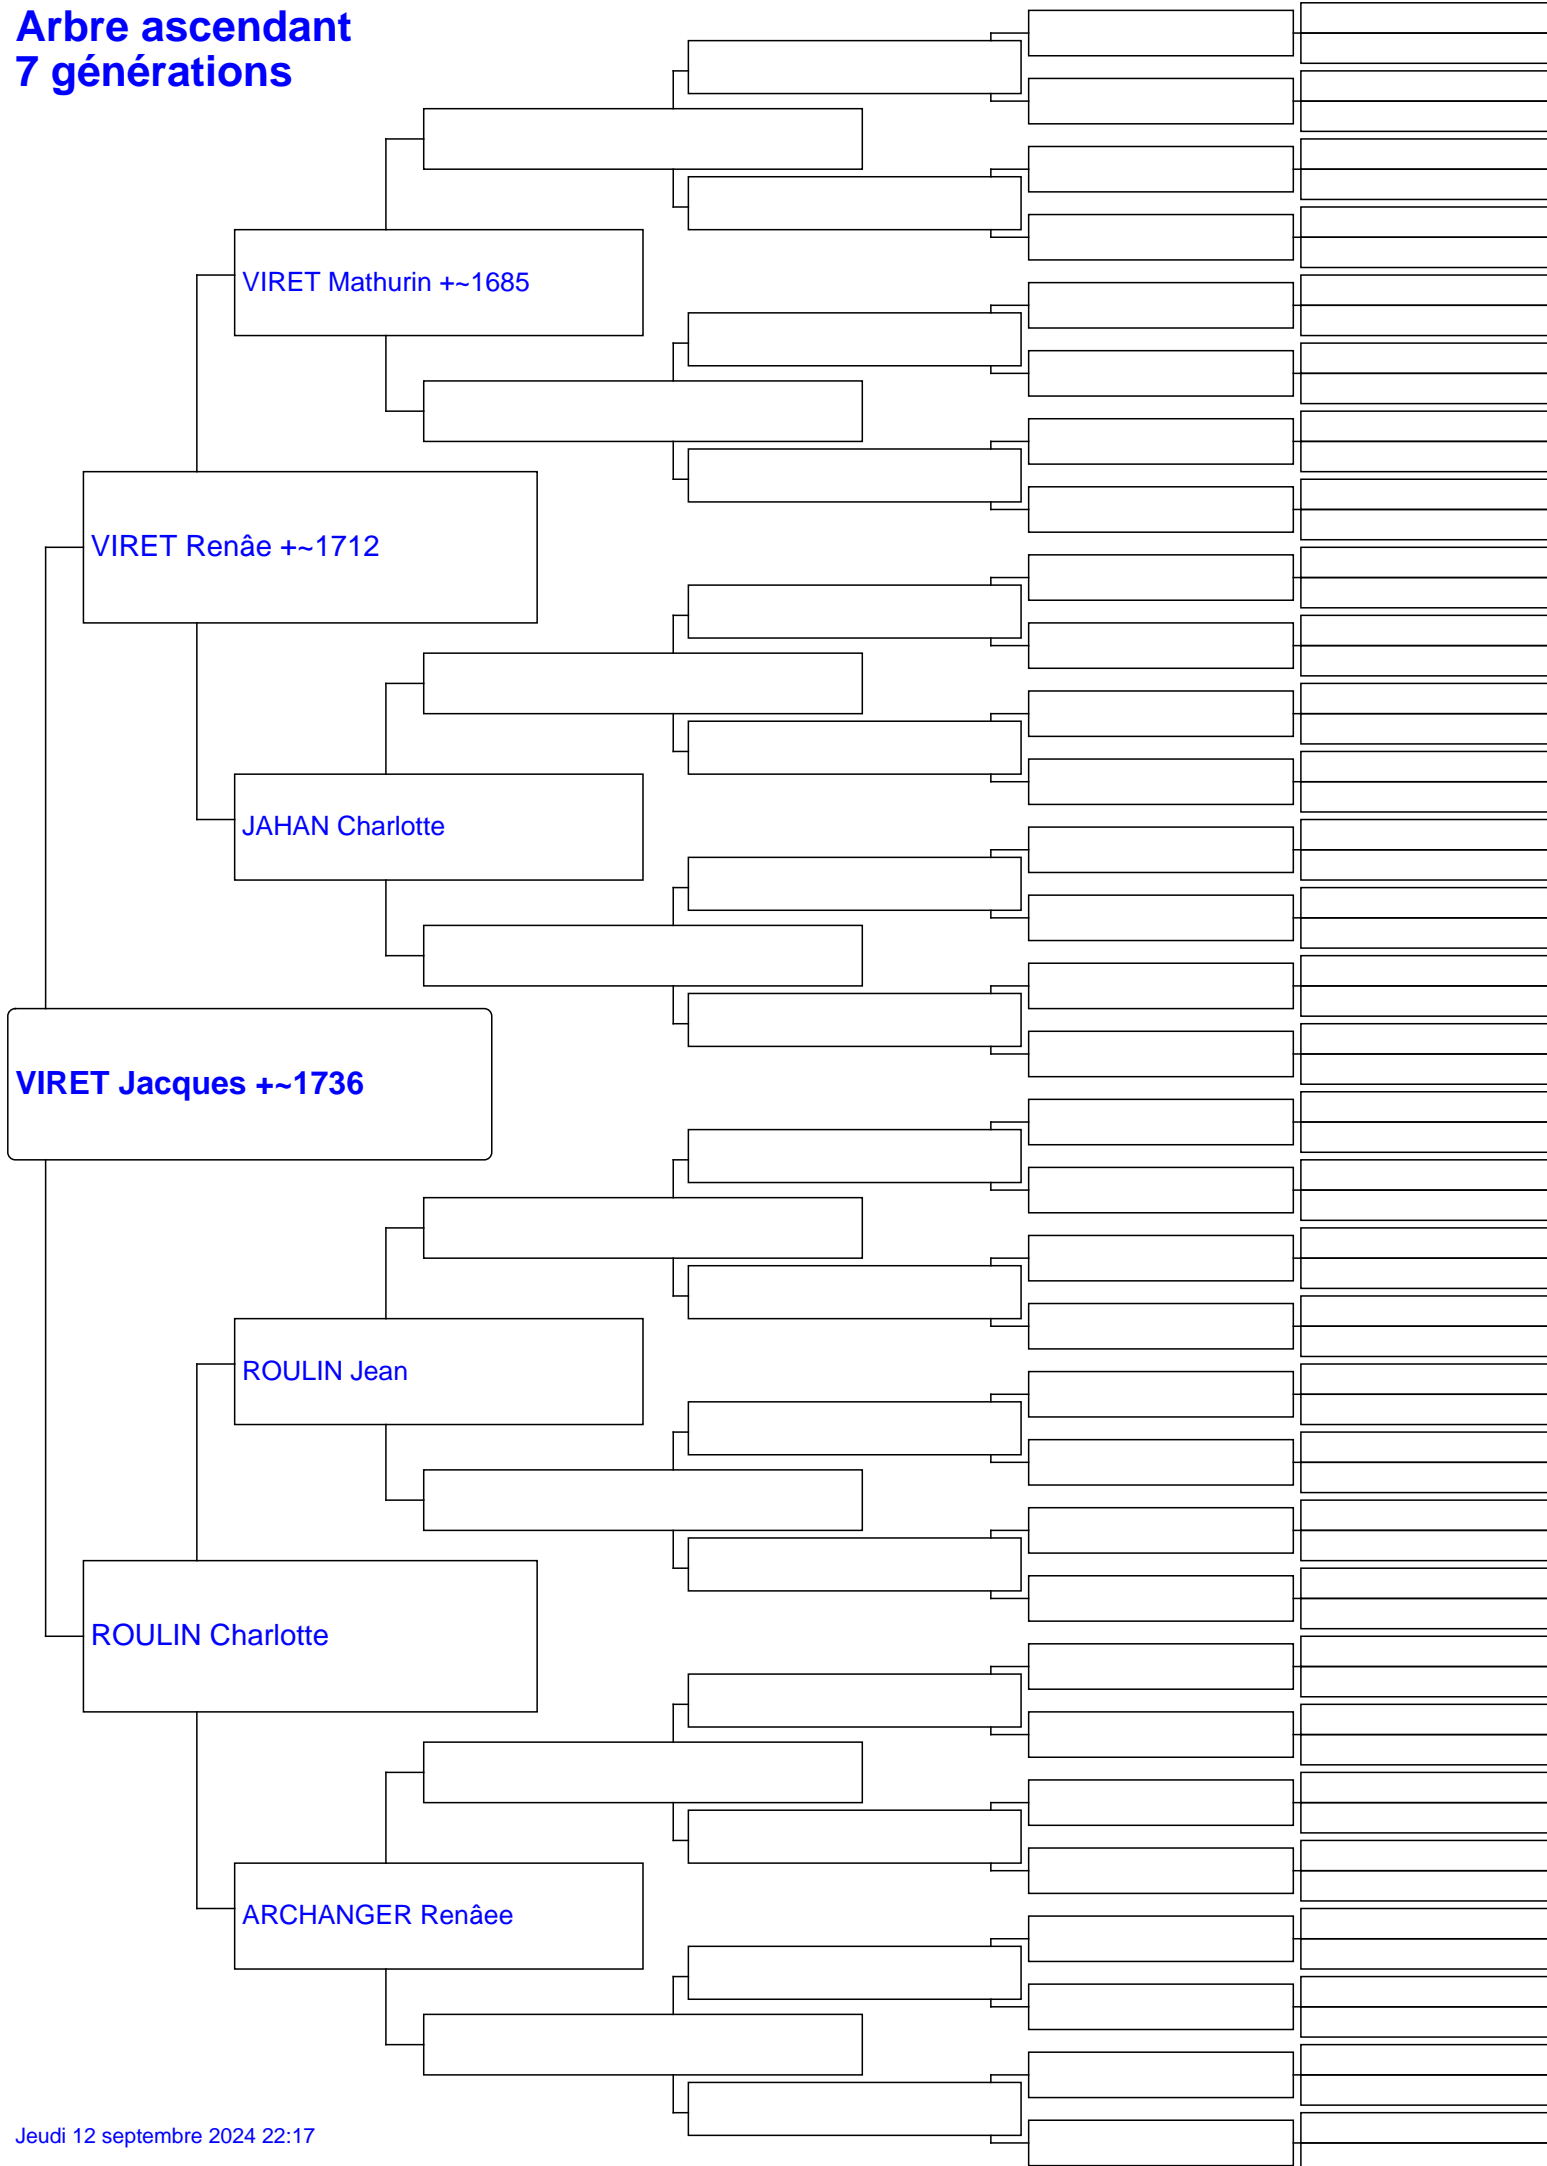 Arbre ascendant
7 générations
VIRET Mathurin +~1685
VIRET Renâe +~1712
JAHAN Charlotte
VIRET Jacques +~1736
ROULIN Jean
ROULIN Charlotte
ARCHANGER Renâee
Jeudi 12 septembre 2024 22:17